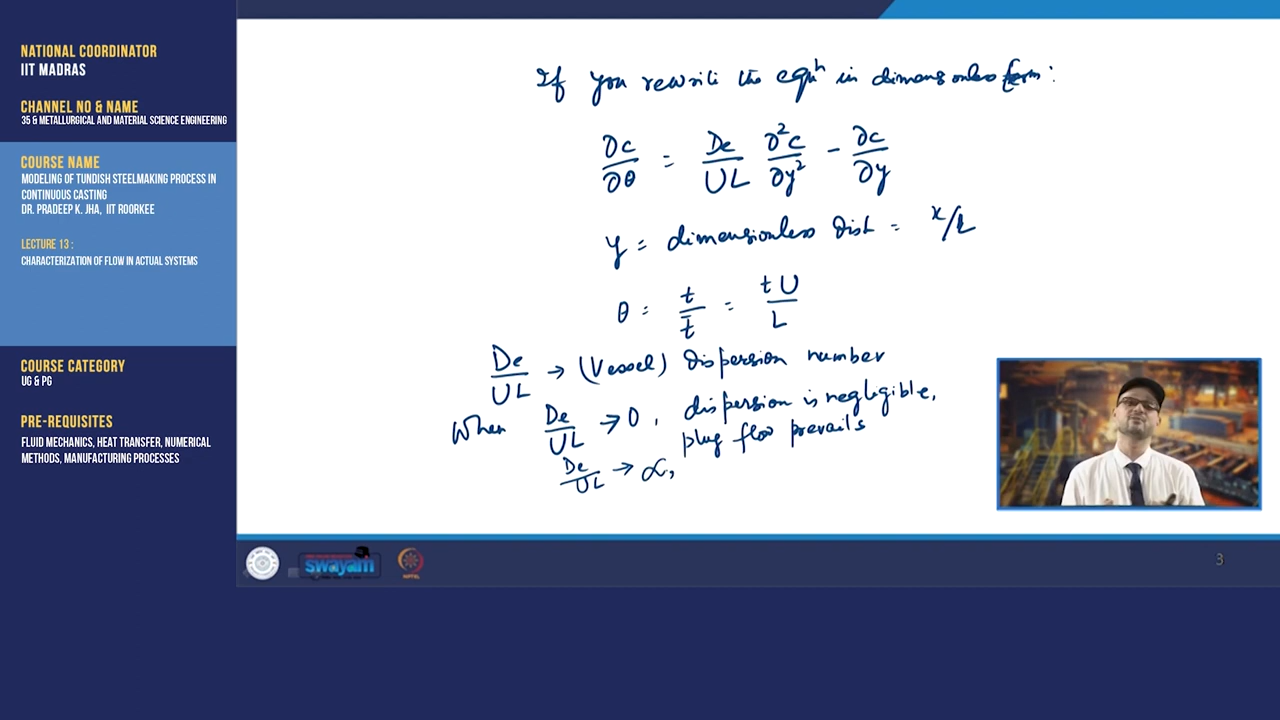 NATIONAL COORDINATOR
IIT MADRAS
CHANNEL NO & NAME
35 & METALLURGICAL AND MATERIAL SCIENCE ENGINEERING
COURSE NAME
MODELING OF TUNDISH STEELMAKING PROCESS IN
CONTINUOUS CASTING
DR. PRADEEP K. JHA, IIT ROORKEE
LECTURE 13 :
CHARACTERIZATION OF FLOW IN ACTUAL SYSTEMS
COURSE CATEGORY
UG & PG
PRE-REQUISITES
FLUID MECHANICS, HEAT TRANSFER, NUMERICAL
METHODS, MANUFACTURING PROCESSES
If you rewrite the eqnⁿ in dimensionless form:
∂c/∂θ = De/UL ∂²c/∂y² - ∂c/∂y
y = dimensionless dist = x/L
θ = t/t̄ = tU/L
De/UL → (Vessel) dispersion number
When De/UL → 0, dispersion is negligible,
plug flow prevails
De/UL → ∝,
swayam
3